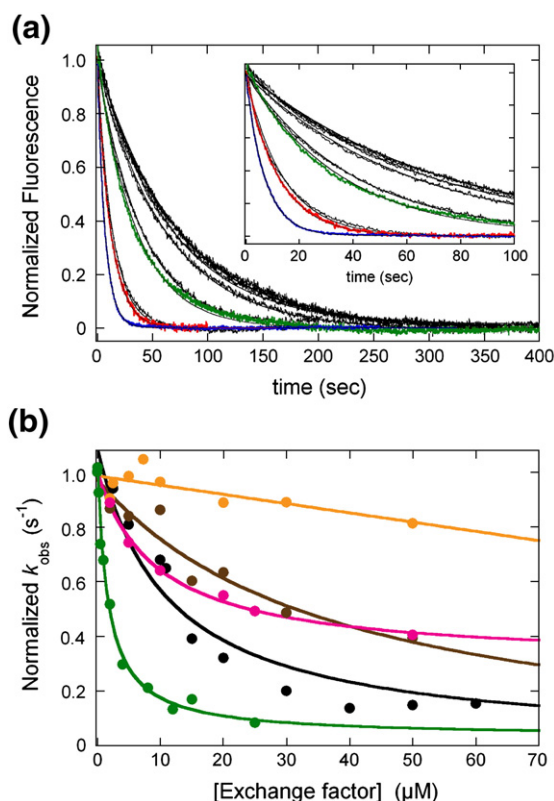 (a)
Normalized Fluorescence
1.0
0.8
0.6
0.4
0.2
0
0 50 100 150 200 250 300 350 400
time (sec)
0 20 40 60 80 100
time (sec)
(b)
Normalized kobs (s-1)
1.0
0.8
0.6
0.4
0.2
0
0 10 20 30 40 50 60 70
[Exchange factor] (μM)